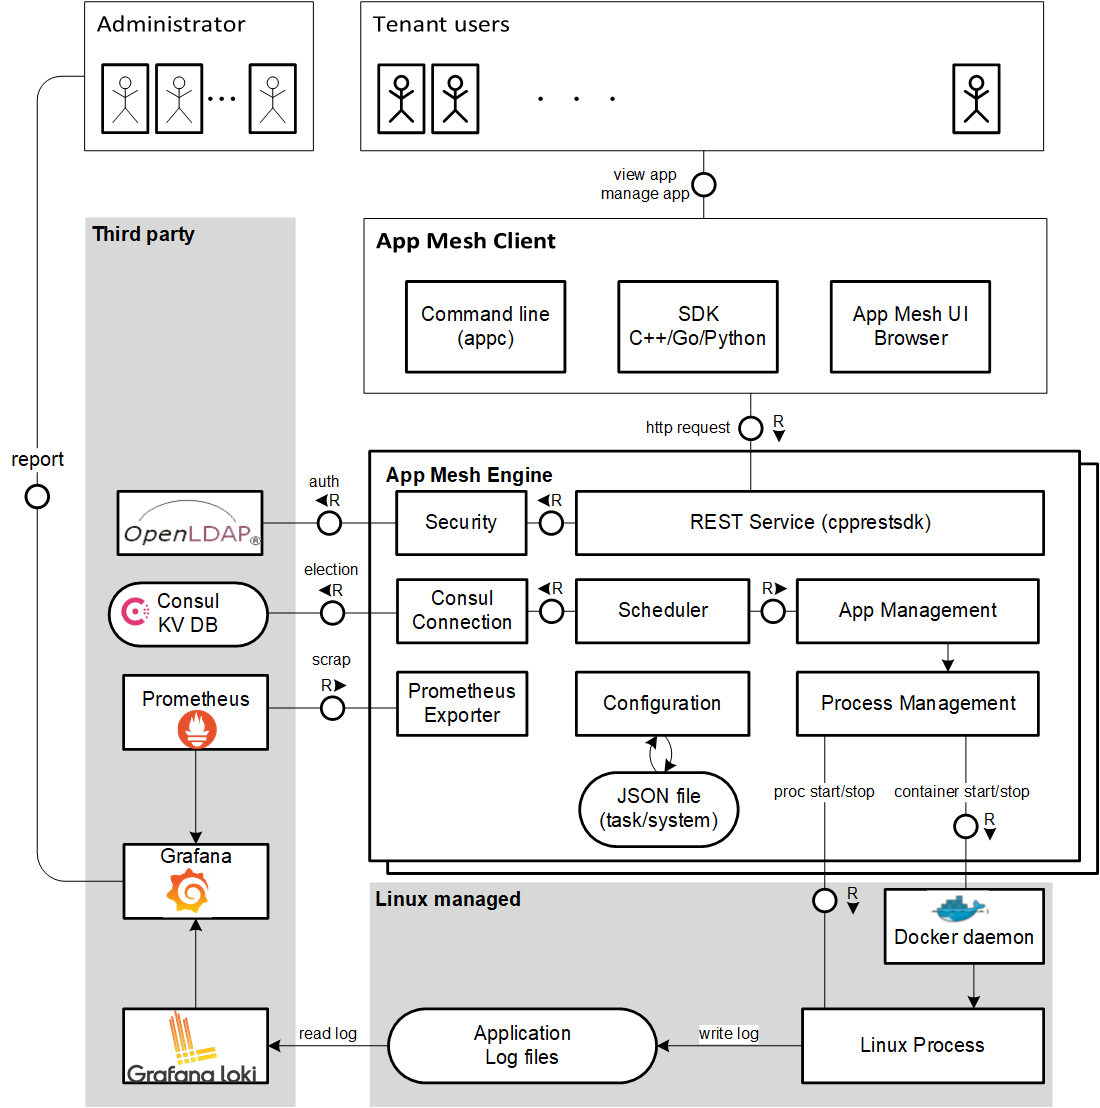 Administrator
Tenant users
view app
manage app
Third party
App Mesh Client
Command line
(appc)
SDK
C++/Go/Python
App Mesh UI
Browser
http request
R
report
App Mesh Engine
auth
R
OpenLDAP®
Security
R
REST Service (cpprestsdk)
election
R
Consul
KV DB
Consul
Connection
R
Scheduler
R
App Management
scrap
R
Prometheus
Prometheus
Exporter
Configuration
Process Management
JSON file
(task/system)
proc start/stop
container start/stop
R
Grafana
Linux managed
R
Docker daemon
Grafana loki
read log
Application
Log files
write log
Linux Process